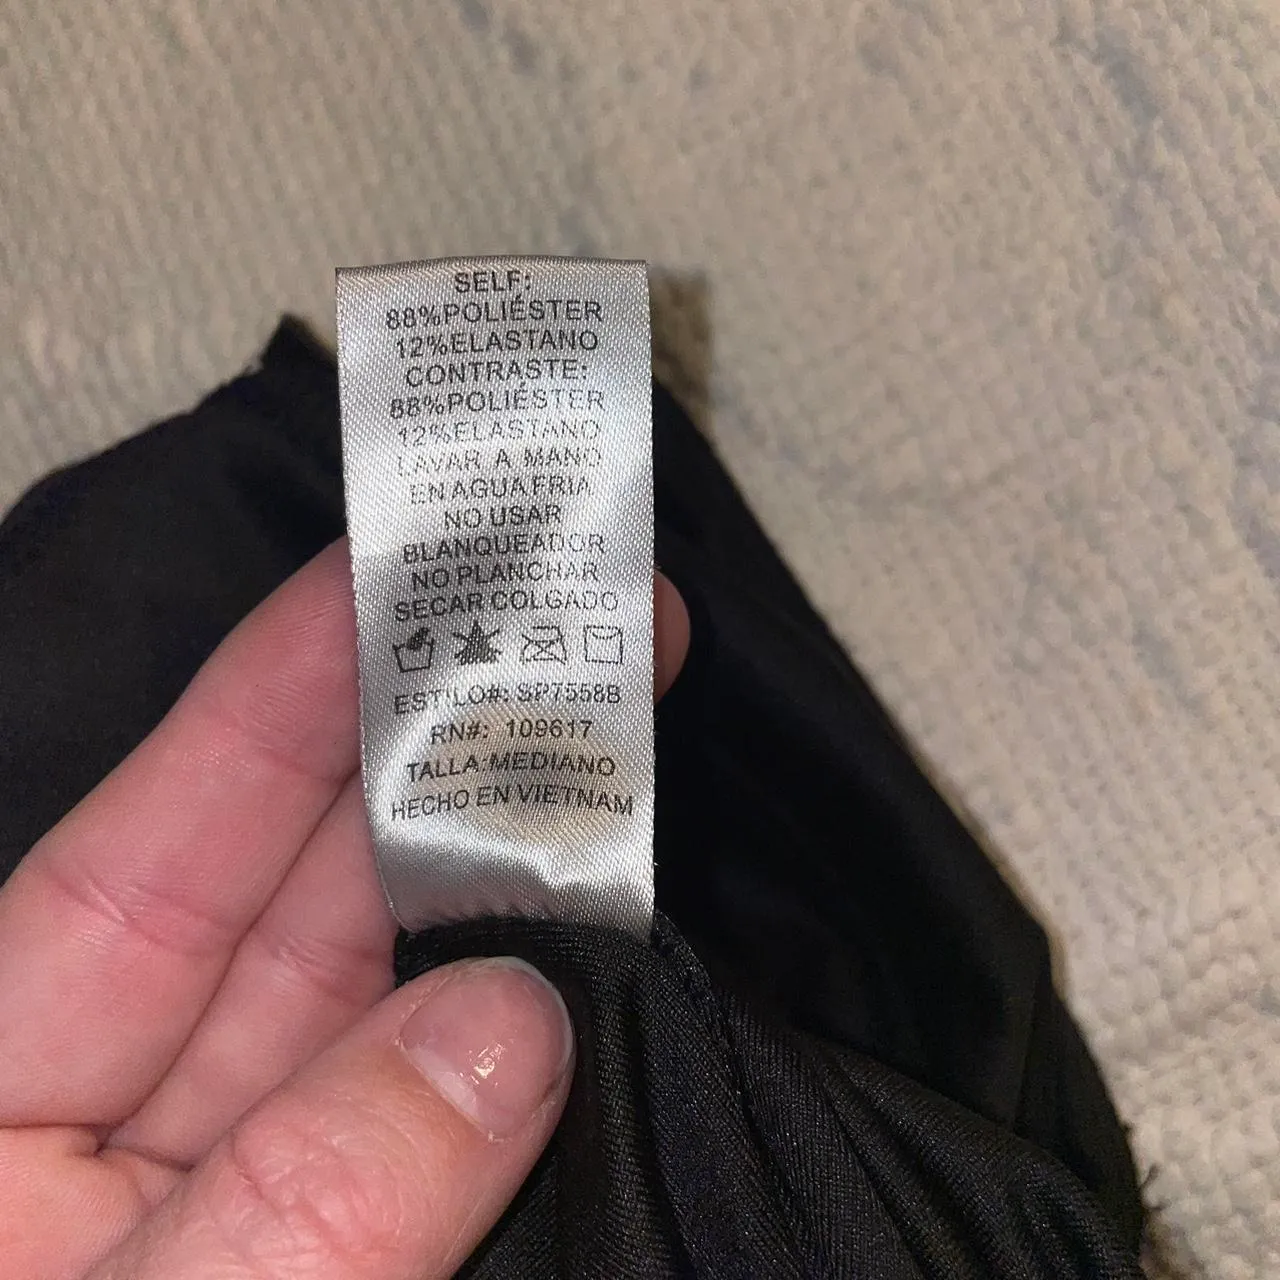 SELF:
88%POLIÉSTER
12%ELASTANO
CONTRASTE:
88%POLIÉSTER
12%ELASTANO
LAVAR A MANO
EN AGUA FRIA
NO USAR
BLANQUEADOR
NO PLANCHAR
SECAR COLGADO
ESTILO#: SP7558B
RN#: 109617
TALLA:MEDIANO
HECHO EN VIETNAM